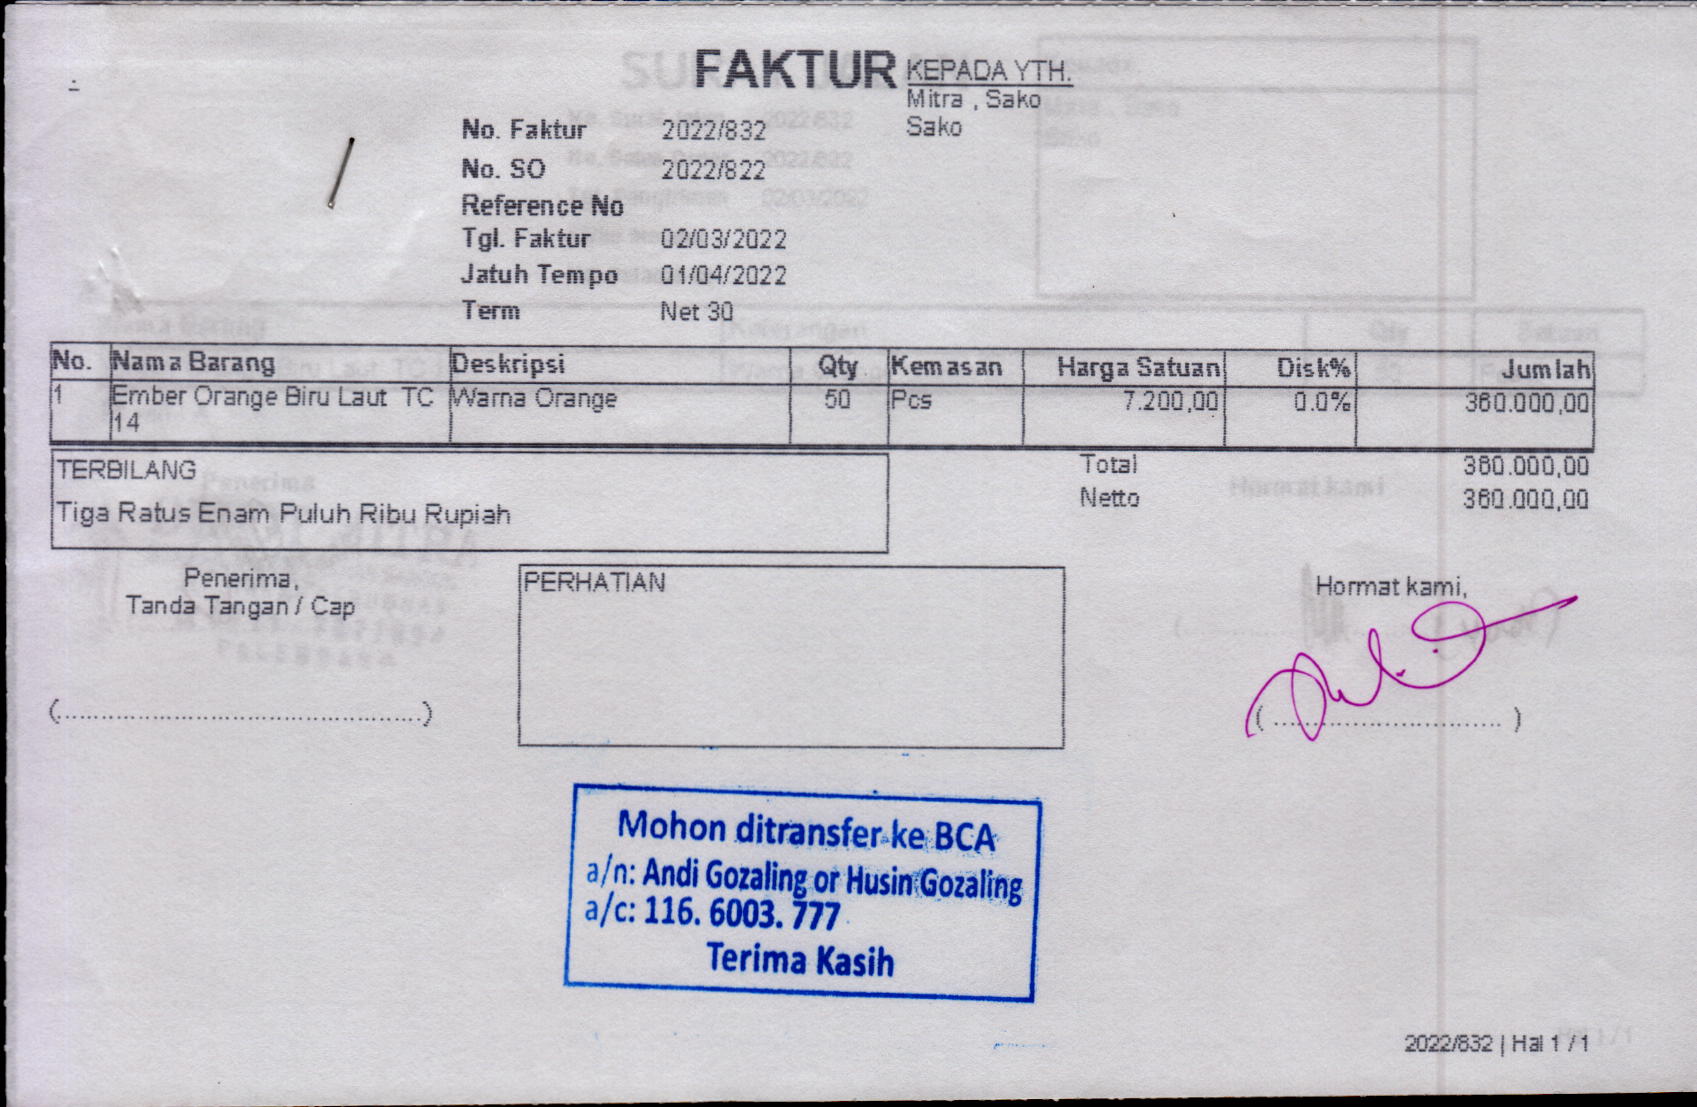 FAKTUR
KEPADA YTH.
Mitra , Sako
Sako
No. Faktur 2022/832
No. SO 2022/822
Reference No
Tgl. Faktur 02/03/2022
Jatuh Tempo 01/04/2022
Term Net 30
No. Nama Barang Deskripsi Qty Kemasan Harga Satuan Disk% Jumlah
1 Ember Orange Biru Laut TC Warna Orange 50 Pcs 7.200,00 0.0% 360.000,00
14
TERBILANG
Tiga Ratus Enam Puluh Ribu Rupiah
Total 360.000,00
Netto 360.000,00
Penerima,
Tanda Tangan / Cap
(............................................)
PERHATIAN
Hormat kami,
( ............................ )
Mohon ditransfer ke BCA
a/n: Andi Gozaling or Husin Gozaling
a/c: 116. 6003. 777
Terima Kasih
2022/832 | Hal 1 / 1